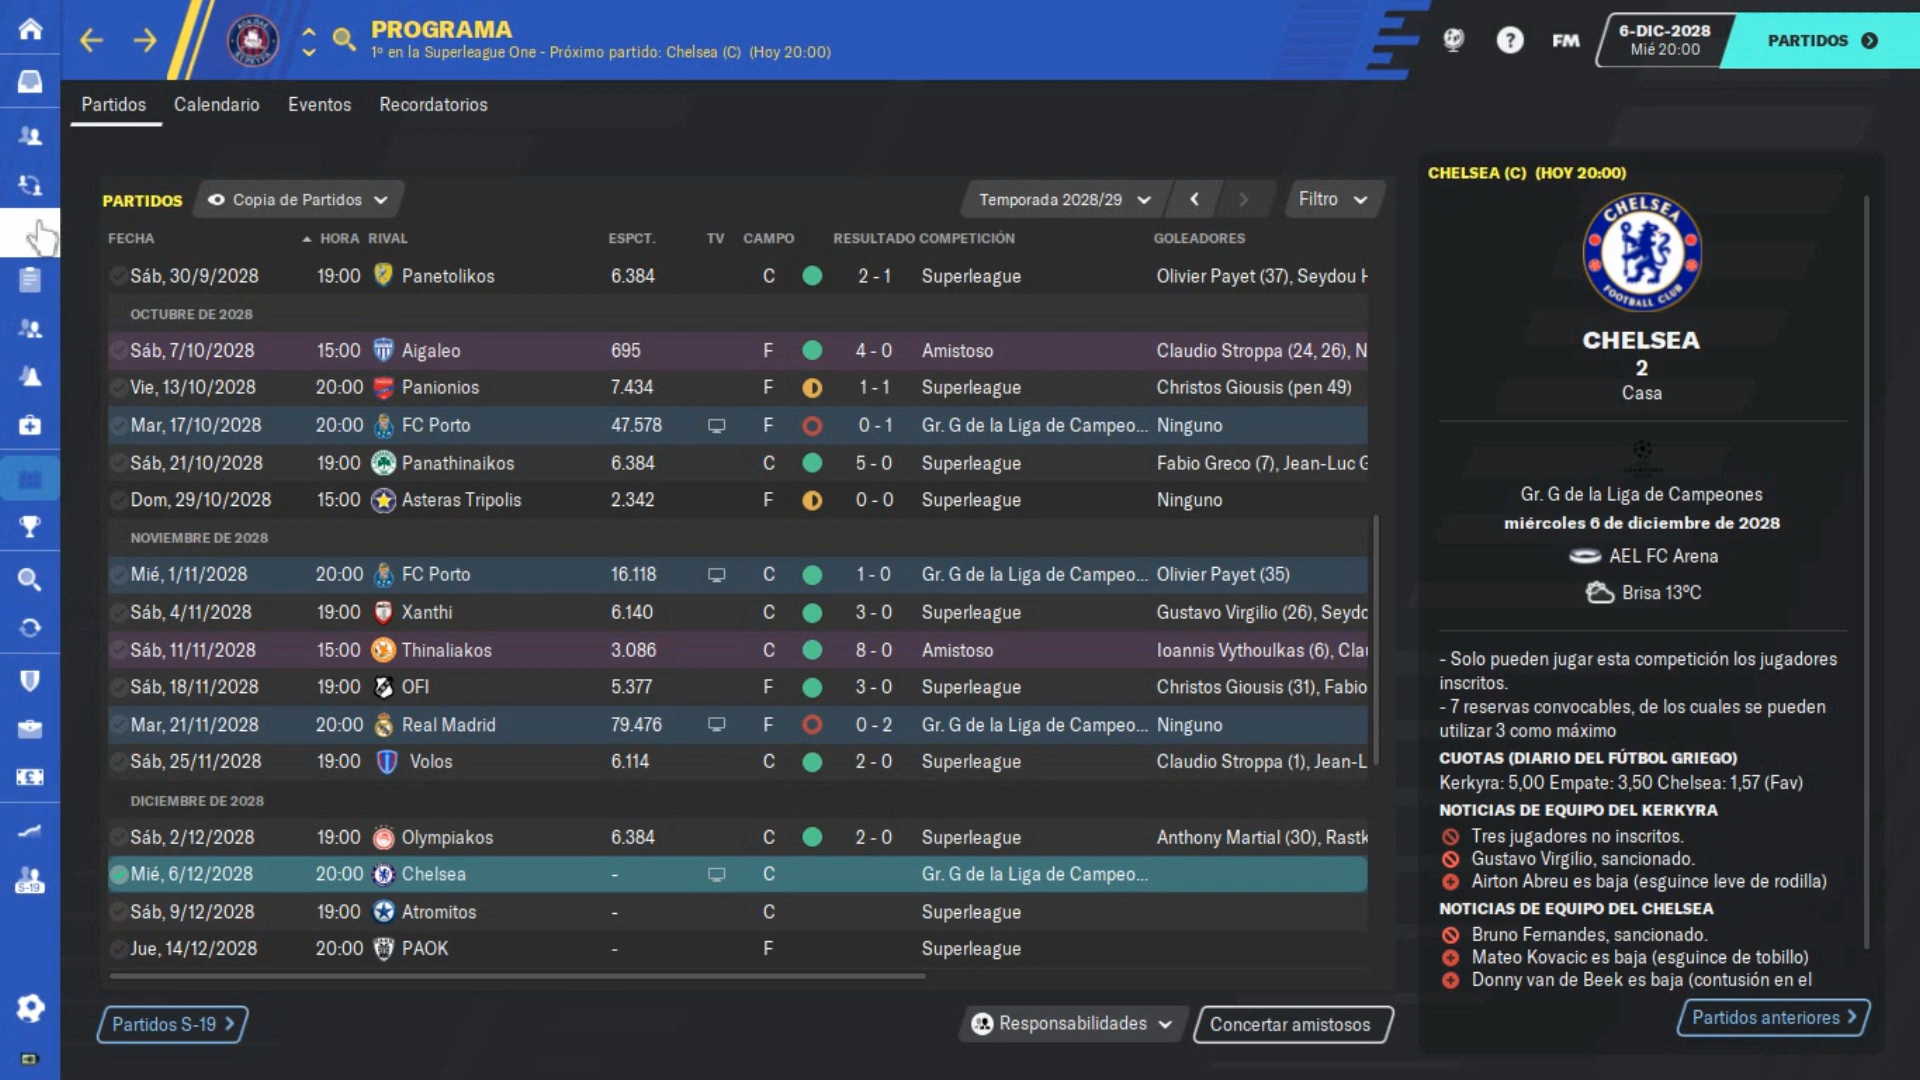 PROGRAMA
1º en la Superleague One - Próximo partido: Chelsea (C) (Hoy 20:00)
FM
6-DIC-2028
Mié 20:00
PARTIDOS
Partidos Calendario Eventos Recordatorios
PARTIDOS Copia de Partidos Temporada 2028/29 Filtro
FECHA HORA RIVAL ESPCT. TV CAMPO RESULTADO COMPETICIÓN GOLEADORES
Sáb, 30/9/2028 19:00 Panetolikos 6.384 C 2 - 1 Superleague Olivier Payet (37), Seydou H
OCTUBRE DE 2028
Sáb, 7/10/2028 15:00 Aigaleo 695 F 4 - 0 Amistoso Claudio Stroppa (24, 26), N
Vie, 13/10/2028 20:00 Panionios 7.434 F 1 - 1 Superleague Christos Giousis (pen 49)
Mar, 17/10/2028 20:00 FC Porto 47.578 F 0 - 1 Gr. G de la Liga de Campeo... Ninguno
Sáb, 21/10/2028 19:00 Panathinaikos 6.384 C 5 - 0 Superleague Fabio Greco (7), Jean-Luc G
Dom, 29/10/2028 15:00 Asteras Tripolis 2.342 F 0 - 0 Superleague Ninguno
NOVIEMBRE DE 2028
Mié, 1/11/2028 20:00 FC Porto 16.118 C 1 - 0 Gr. G de la Liga de Campeo... Olivier Payet (35)
Sáb, 4/11/2028 19:00 Xanthi 6.140 C 3 - 0 Superleague Gustavo Virgilio (26), Seydo
Sáb, 11/11/2028 15:00 Thinaliakos 3.086 C 8 - 0 Amistoso Ioannis Vythoulkas (6), Clau
Sáb, 18/11/2028 19:00 OFI 5.377 F 3 - 0 Superleague Christos Giousis (31), Fabio
Mar, 21/11/2028 20:00 Real Madrid 79.476 F 0 - 2 Gr. G de la Liga de Campeo... Ninguno
Sáb, 25/11/2028 19:00 Volos 6.114 C 2 - 0 Superleague Claudio Stroppa (1), Jean-L
DICIEMBRE DE 2028
Sáb, 2/12/2028 19:00 Olympiakos 6.384 C 2 - 0 Superleague Anthony Martial (30), Rastk
Mié, 6/12/2028 20:00 Chelsea - C Gr. G de la Liga de Campeo...
Sáb, 9/12/2028 19:00 Atromitos - C Superleague
Jue, 14/12/2028 20:00 PAOK - F Superleague
Partidos S-19 Responsabilidades Concertar amistosos
S-19
CHELSEA (C) (HOY 20:00)
CHELSEA
FOOTBALL CLUB
CHELSEA
2
Casa
Gr. G de la Liga de Campeones
miércoles 6 de diciembre de 2028
AEL FC Arena
Brisa 13ºC
- Solo pueden jugar esta competición los jugadores
inscritos.
- 7 reservas convocables, de los cuales se pueden
utilizar 3 como máximo
CUOTAS (DIARIO DEL FÚTBOL GRIEGO)
Kerkyra: 5,00 Empate: 3,50 Chelsea: 1,57 (Fav)
NOTICIAS DE EQUIPO DEL KERKYRA
Tres jugadores no inscritos.
Gustavo Virgilio, sancionado.
Airton Abreu es baja (esguince leve de rodilla)
NOTICIAS DE EQUIPO DEL CHELSEA
Bruno Fernandes, sancionado.
Mateo Kovacic es baja (esguince de tobillo)
Donny van de Beek es baja (contusión en el
Partidos anteriores